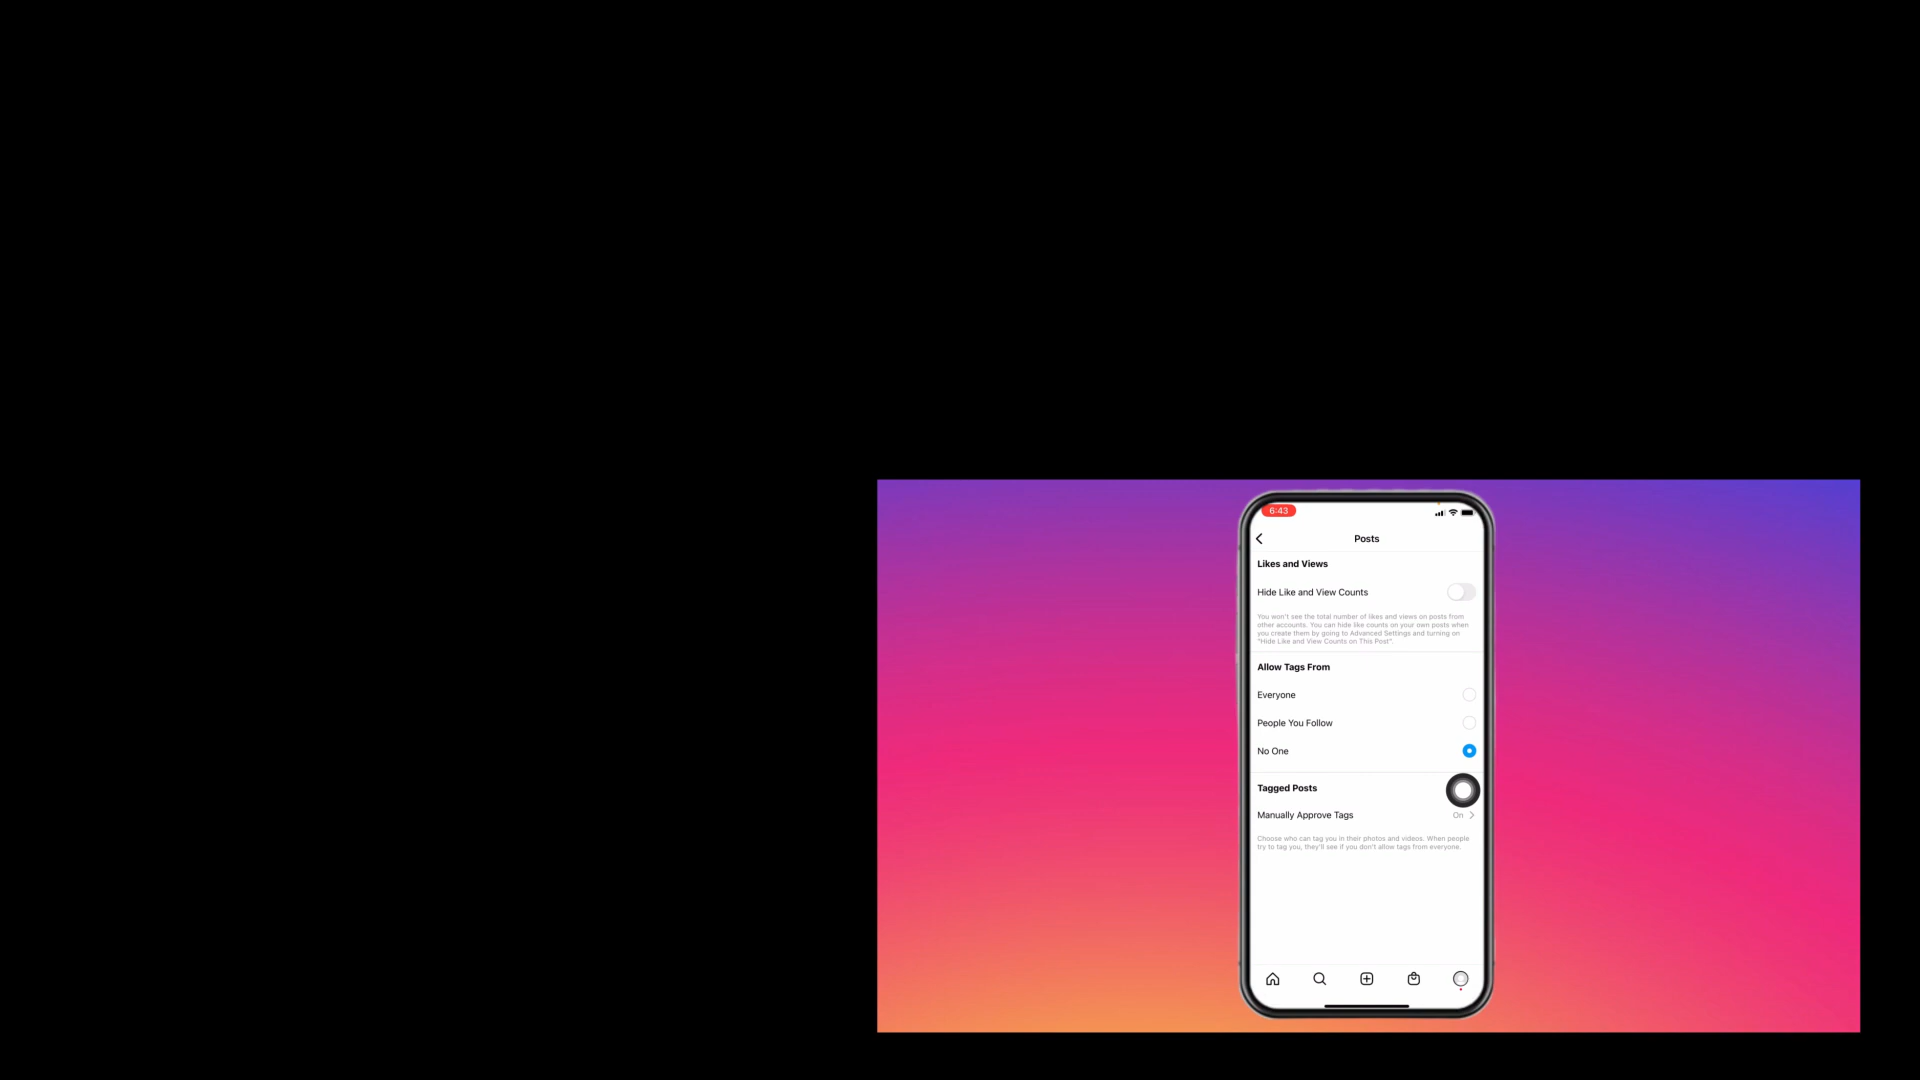 6:43
Posts
Likes and Views
Hide Like and View Counts
You won't see the total number of likes and views on posts from
other accounts. You can hide like counts on your own posts when
you create them by going to Advanced Settings and turning on
"Hide Like and View Counts on This Post".
Allow Tags From
Everyone
People You Follow
No One
Tagged Posts
Manually Approve Tags On
Choose who can tag you in their photos and videos. When people
try to tag you, they'll see if you don't allow tags from everyone.